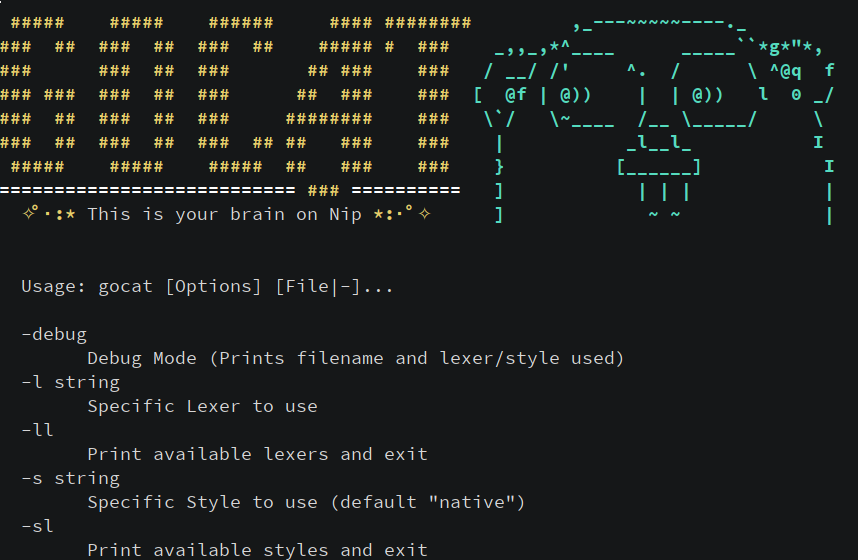 GOCAT
✧ﾟ･:* This is your brain on Nip *:･ﾟ✧
Usage: gocat [Options] [File|-]...
-debug
Debug Mode (Prints filename and lexer/style used)
-l string
Specific Lexer to use
-ll
Print available lexers and exit
-s string
Specific Style to use (default "native")
-sl
Print available styles and exit